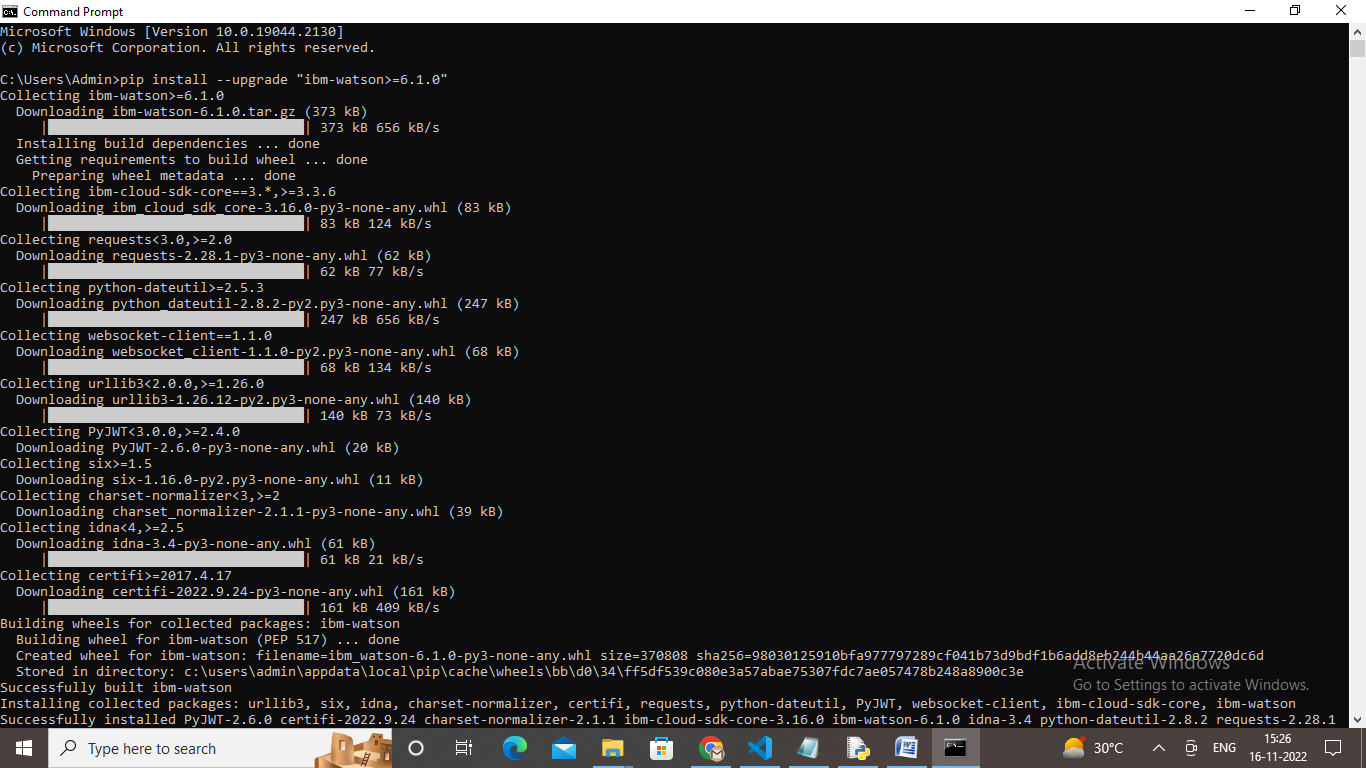 Command Prompt
Microsoft Windows [Version 10.0.19044.2130]
(c) Microsoft Corporation. All rights reserved.
C:\Users\Admin>pip install --upgrade "ibm-watson>=6.1.0"
Collecting ibm-watson>=6.1.0
Downloading ibm-watson-6.1.0.tar.gz (373 kB)
| | 373 kB 656 kB/s
Installing build dependencies ... done
Getting requirements to build wheel ... done
Preparing wheel metadata ... done
Collecting ibm-cloud-sdk-core==3.*,>=3.3.6
Downloading ibm_cloud_sdk_core-3.16.0-py3-none-any.whl (83 kB)
| | 83 kB 124 kB/s
Collecting requests<3.0,>=2.0
Downloading requests-2.28.1-py3-none-any.whl (62 kB)
| | 62 kB 77 kB/s
Collecting python-dateutil>=2.5.3
Downloading python_dateutil-2.8.2-py2.py3-none-any.whl (247 kB)
| | 247 kB 656 kB/s
Collecting websocket-client==1.1.0
Downloading websocket_client-1.1.0-py2.py3-none-any.whl (68 kB)
| | 68 kB 134 kB/s
Collecting urllib3<2.0.0,>=1.26.0
Downloading urllib3-1.26.12-py2.py3-none-any.whl (140 kB)
| | 140 kB 73 kB/s
Collecting PyJWT<3.0.0,>=2.4.0
Downloading PyJWT-2.6.0-py3-none-any.whl (20 kB)
Collecting six>=1.5
Downloading six-1.16.0-py2.py3-none-any.whl (11 kB)
Collecting charset-normalizer<3,>=2
Downloading charset_normalizer-2.1.1-py3-none-any.whl (39 kB)
Collecting idna<4,>=2.5
Downloading idna-3.4-py3-none-any.whl (61 kB)
| | 61 kB 21 kB/s
Collecting certifi>=2017.4.17
Downloading certifi-2022.9.24-py3-none-any.whl (161 kB)
| | 161 kB 409 kB/s
Building wheels for collected packages: ibm-watson
Building wheel for ibm-watson (PEP 517) ... done
Created wheel for ibm-watson: filename=ibm_watson-6.1.0-py3-none-any.whl size=370808
Stored in directory: c:\users\admin\appdata\local\pip\cache\wheels\bb\d0\34\ff5df539c080e3a57abae75307fdc7ae057478b248a8900c3e
Activate Windows
Go to Settings to activate Windows.
Successfully built ibm-watson
Installing collected packages: urllib3, six, idna, charset-normalizer, certifi, requests, python-dateutil, PyJWT, websocket-client, ibm-cloud-sdk-core, ibm-watson
Successfully installed PyJWT-2.6.0 certifi-2022.9.24 charset-normalizer-2.1.1 ibm-cloud-sdk-core-3.16.0 ibm-watson-6.1.0 idna-3.4 python-dateutil-2.8.2 requests-2.28.1
Type here to search
30°C
ENG
15:26
16-11-2022